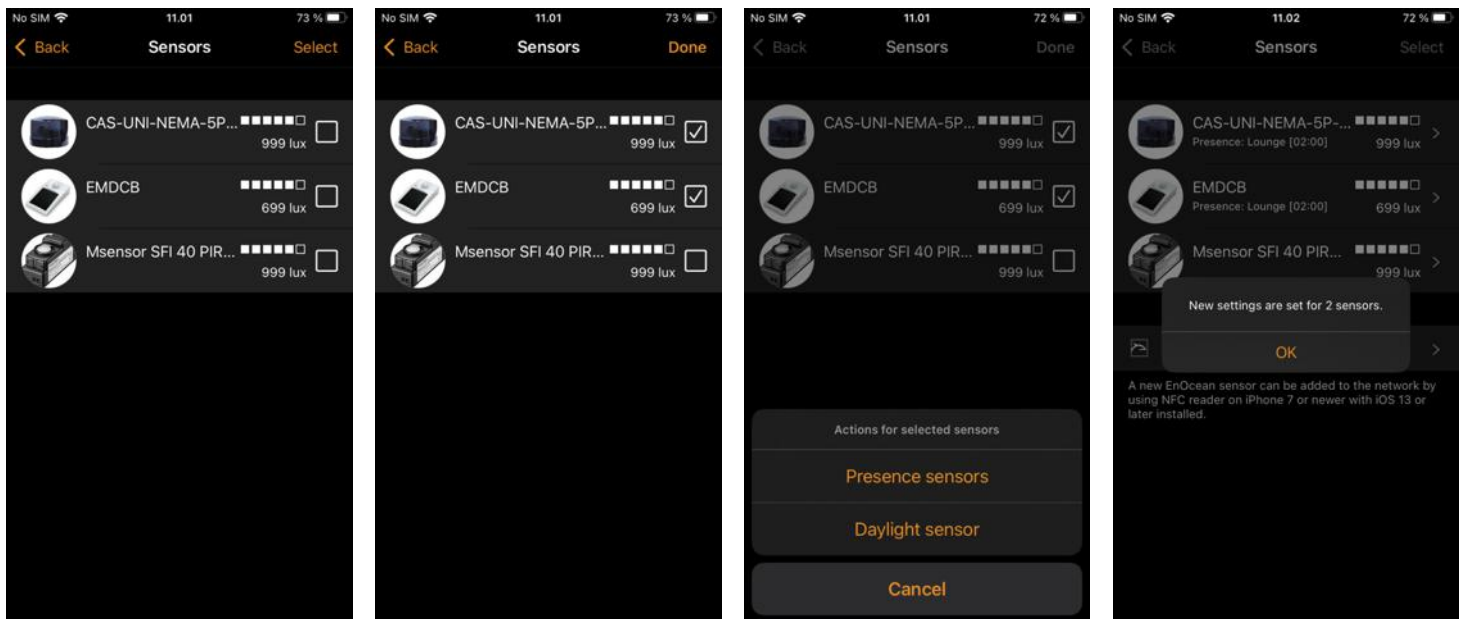 No SIM 11.01 73 %
Back Sensors Select
CAS-UNI-NEMA-5P...
999 lux
EMDCB
699 lux
Msensor SFI 40 PIR...
999 lux
No SIM 11.01 73 %
Back Sensors Done
CAS-UNI-NEMA-5P...
999 lux
EMDCB
699 lux
Msensor SFI 40 PIR...
999 lux
No SIM 11.01 72 %
Back Sensors Done
CAS-UNI-NEMA-5P...
999 lux
EMDCB
699 lux
Msensor SFI 40 PIR...
999 lux
Actions for selected sensors
Presence sensors
Daylight sensor
Cancel
No SIM 11.02 72 %
Back Sensors Select
CAS-UNI-NEMA-5P-...
Presence: Lounge [02:00] 999 lux
EMDCB
Presence: Lounge [02:00] 699 lux
Msensor SFI 40 PIR...
999 lux
New settings are set for 2 sensors.
OK
A new EnOcean sensor can be added to the network by
using NFC reader on iPhone 7 or newer with iOS 13 or
later installed.